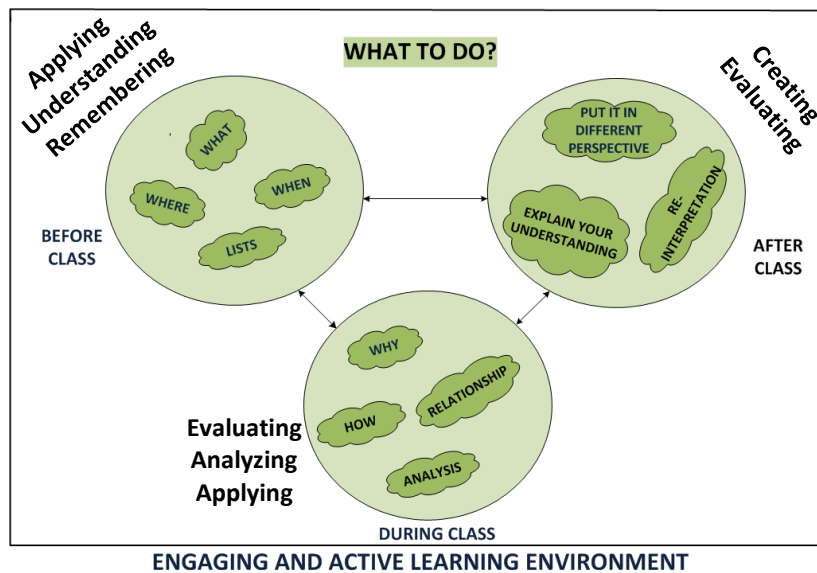 WHAT TO DO?
Applying
Understanding
Remembering
WHAT
WHEN
WHERE
LISTS
BEFORE
CLASS
Creating
Evaluating
PUT IT IN
DIFFERENT
PERSPECTIVE
EXPLAIN YOUR
UNDERSTANDING
RE-
INTERPRETATION
AFTER
CLASS
WHY
RELATIONSHIP
HOW
ANALYSIS
Evaluating
Analyzing
Applying
DURING CLASS
ENGAGING AND ACTIVE LEARNING ENVIRONMENT